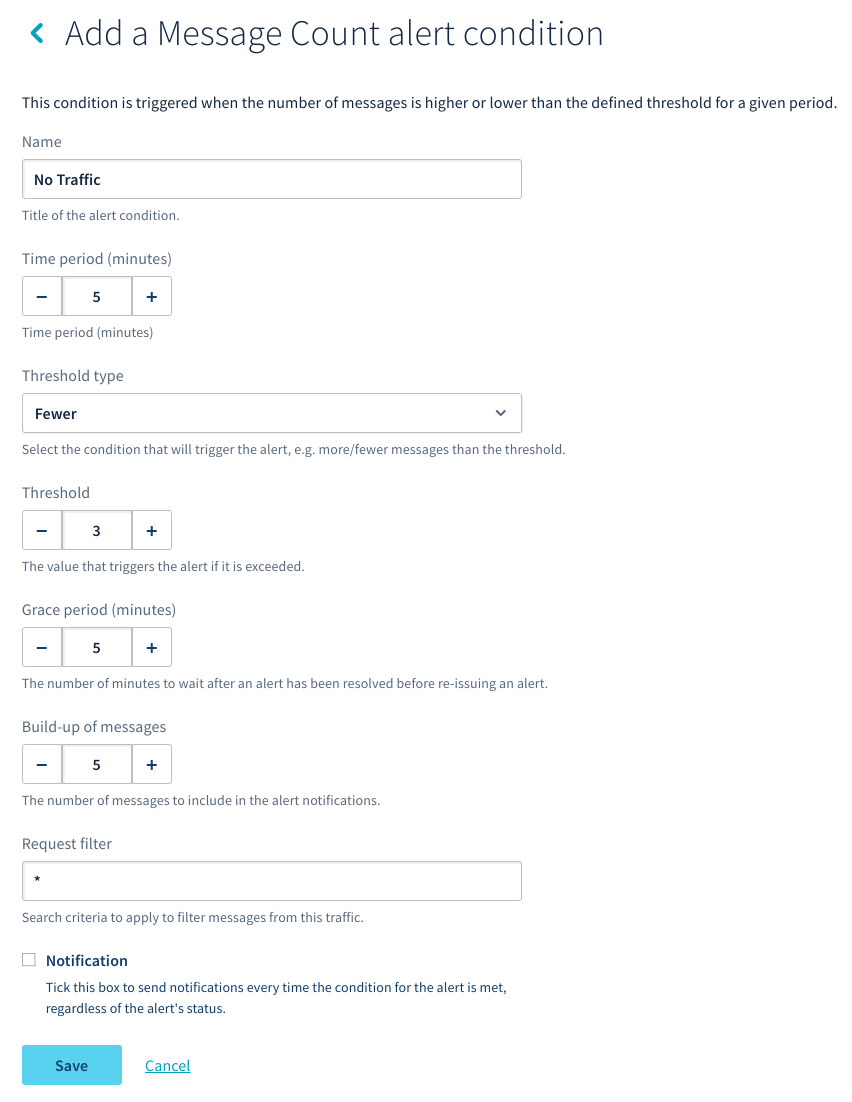 Add a Message Count alert condition
This condition is triggered when the number of messages is higher or lower than the defined threshold for a given period.
Name
No Traffic
Title of the alert condition.
Time period (minutes)
− 5 +
Time period (minutes)
Threshold type
Fewer
Select the condition that will trigger the alert, e.g. more/fewer messages than the threshold.
Threshold
− 3 +
The value that triggers the alert if it is exceeded.
Grace period (minutes)
− 5 +
The number of minutes to wait after an alert has been resolved before re-issuing an alert.
Build-up of messages
− 5 +
The number of messages to include in the alert notifications.
Request filter
*
Search criteria to apply to filter messages from this traffic.
Notification
Tick this box to send notifications every time the condition for the alert is met,
regardless of the alert's status.
Save Cancel